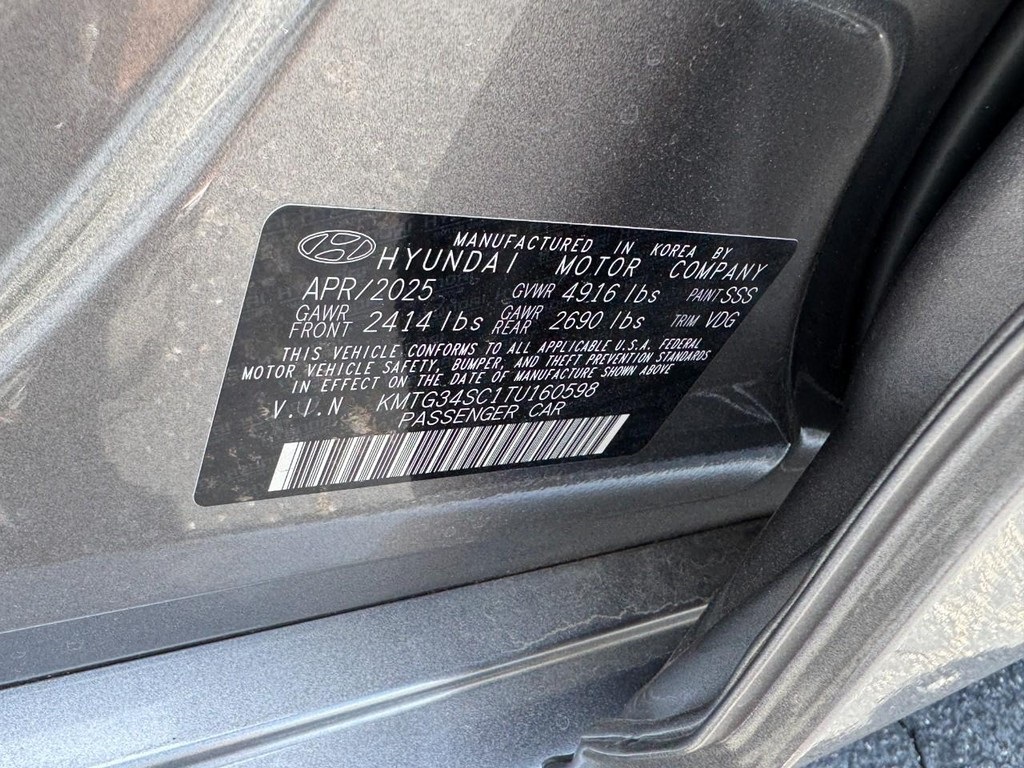 MANUFACTURED IN KOREA BY
HYUNDAI MOTOR COMPANY
APR/2025 GVWR 4916 lbs PAINT SSS
GAWR FRONT 2414 lbs GAWR REAR 2690 lbs TRIM VDG
THIS VEHICLE CONFORMS TO ALL APPLICABLE U.S.A. FEDERAL
MOTOR VEHICLE SAFETY, BUMPER, AND THEFT PREVENTION STANDARDS
IN EFFECT ON THE DATE OF MANUFACTURE SHOWN ABOVE
V.I.N KMTG34SC1TU160598
PASSENGER CAR